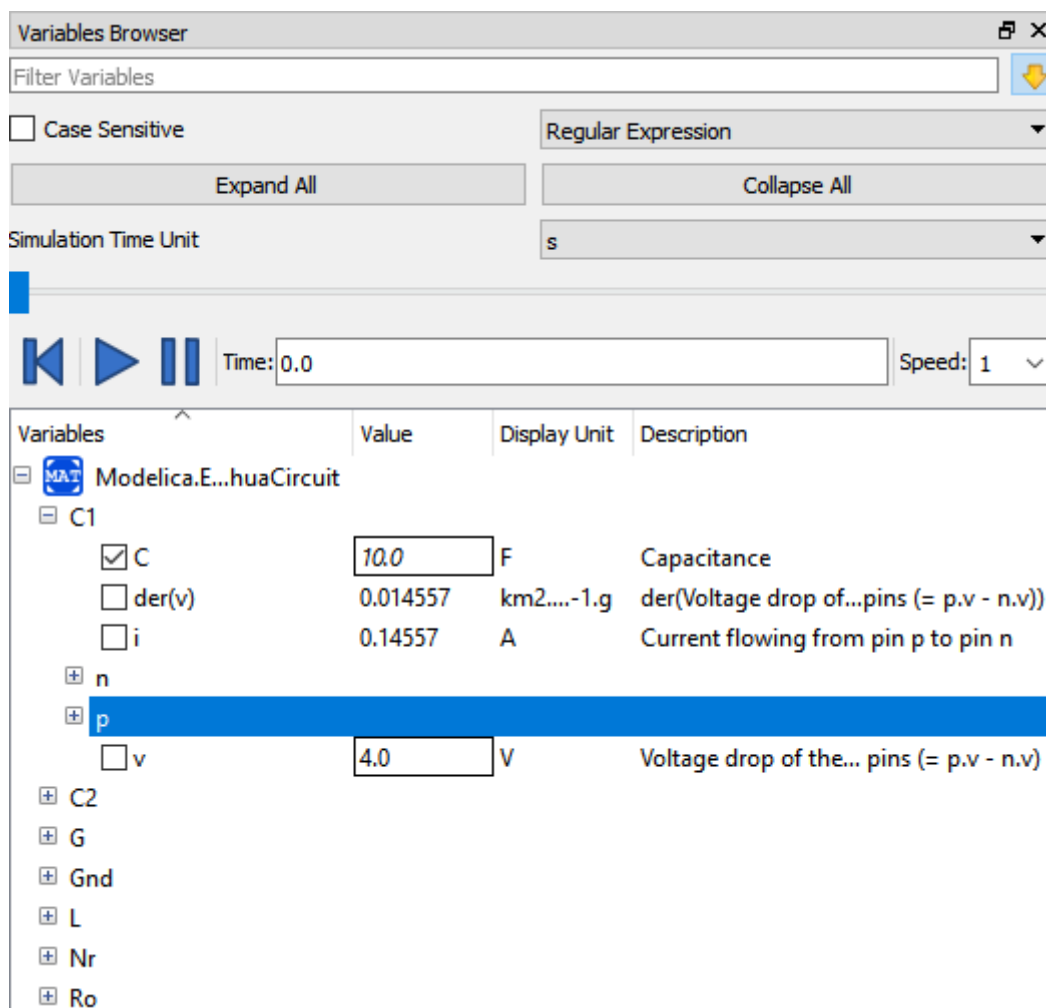 Variables Browser
Filter Variables
Case Sensitive Regular Expression
Expand All Collapse All
Simulation Time Unit s
Time: 0.0 Speed: 1
Variables Value Display Unit Description
MAT Modelica.E...huaCircuit
C1
C 10.0 F Capacitance
der(v) 0.014557 km2....-1.g der(Voltage drop of...pins (= p.v - n.v))
i 0.14557 A Current flowing from pin p to pin n
n
p
v 4.0 V Voltage drop of the... pins (= p.v - n.v)
C2
G
Gnd
L
Nr
Ro